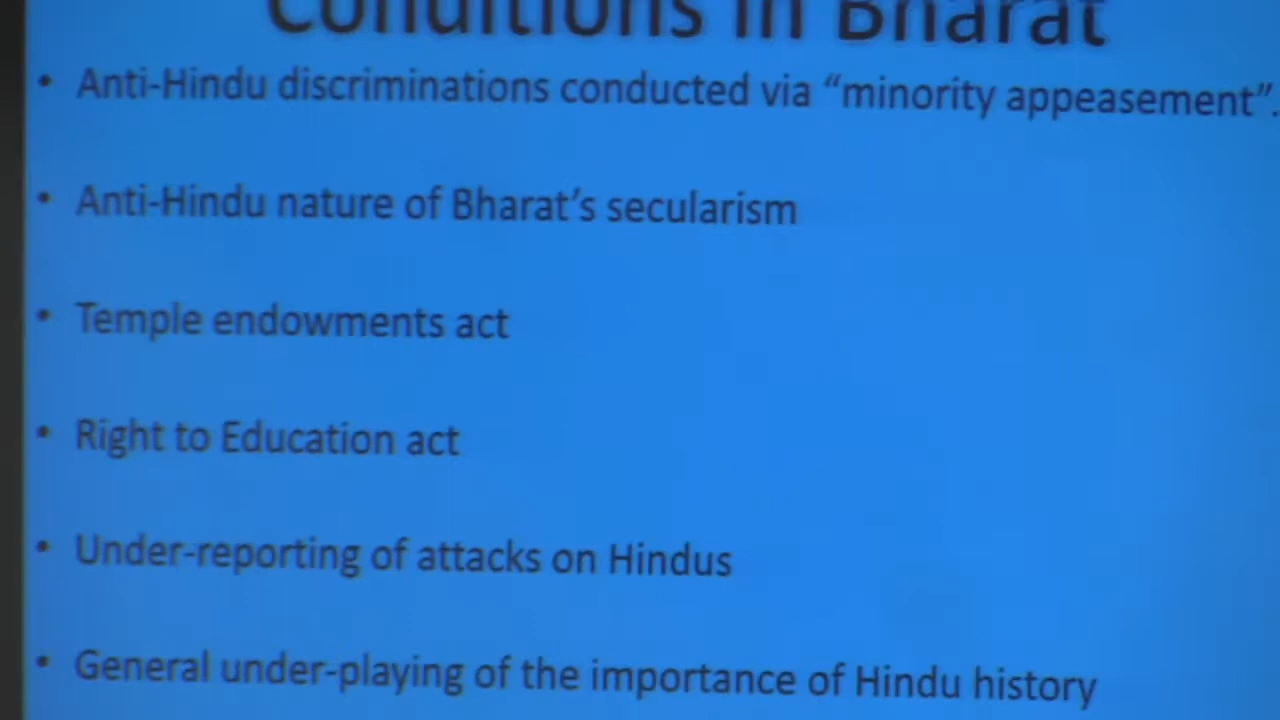 Conditions in Bharat
• Anti-Hindu discriminations conducted via “minority appeasement”.
• Anti-Hindu nature of Bharat’s secularism
• Temple endowments act
• Right to Education act
• Under-reporting of attacks on Hindus
• General under-playing of the importance of Hindu history